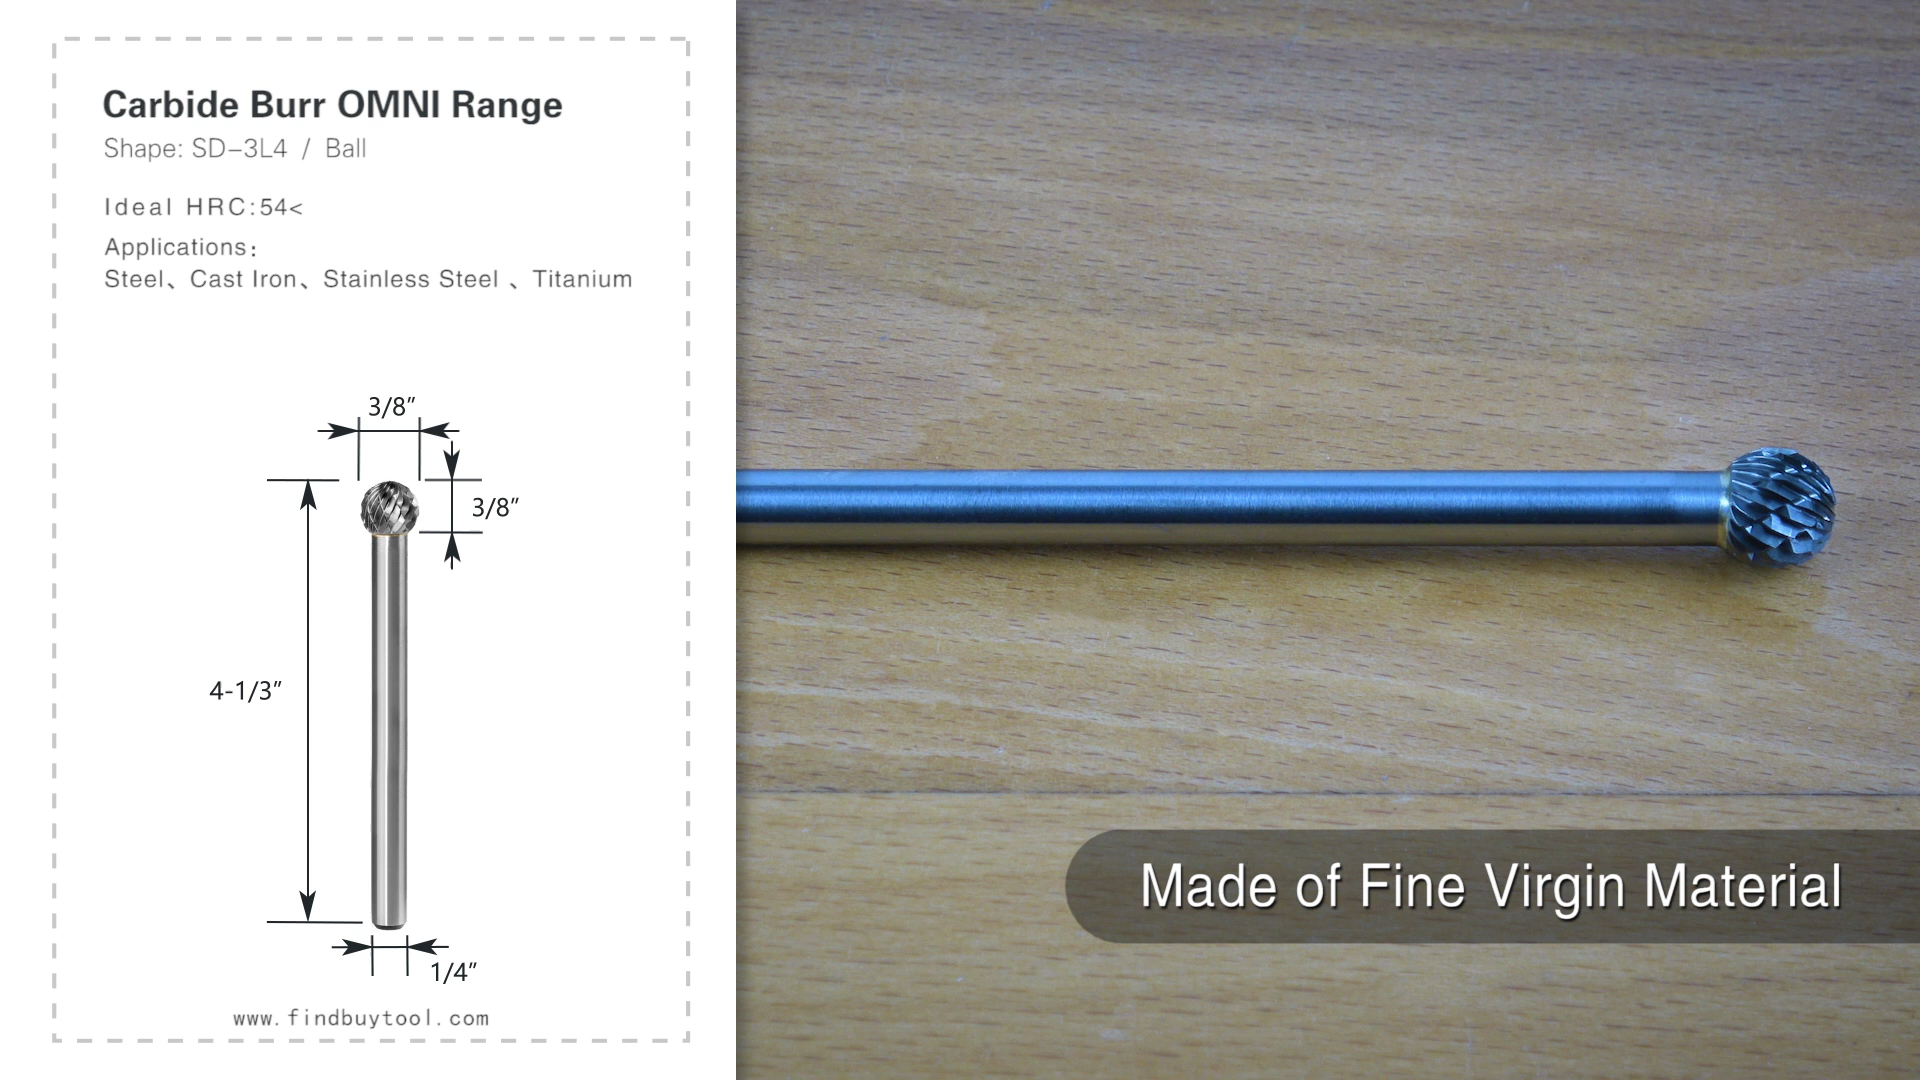 Carbide Burr OMNI Range
Shape: SD-3L4 / Ball
Ideal HRC:54<
Applications:
Steel、Cast Iron、Stainless Steel 、Titanium
3/8”
3/8”
4-1/3”
1/4”
www.findbuytool.com
Made of Fine Virgin Material